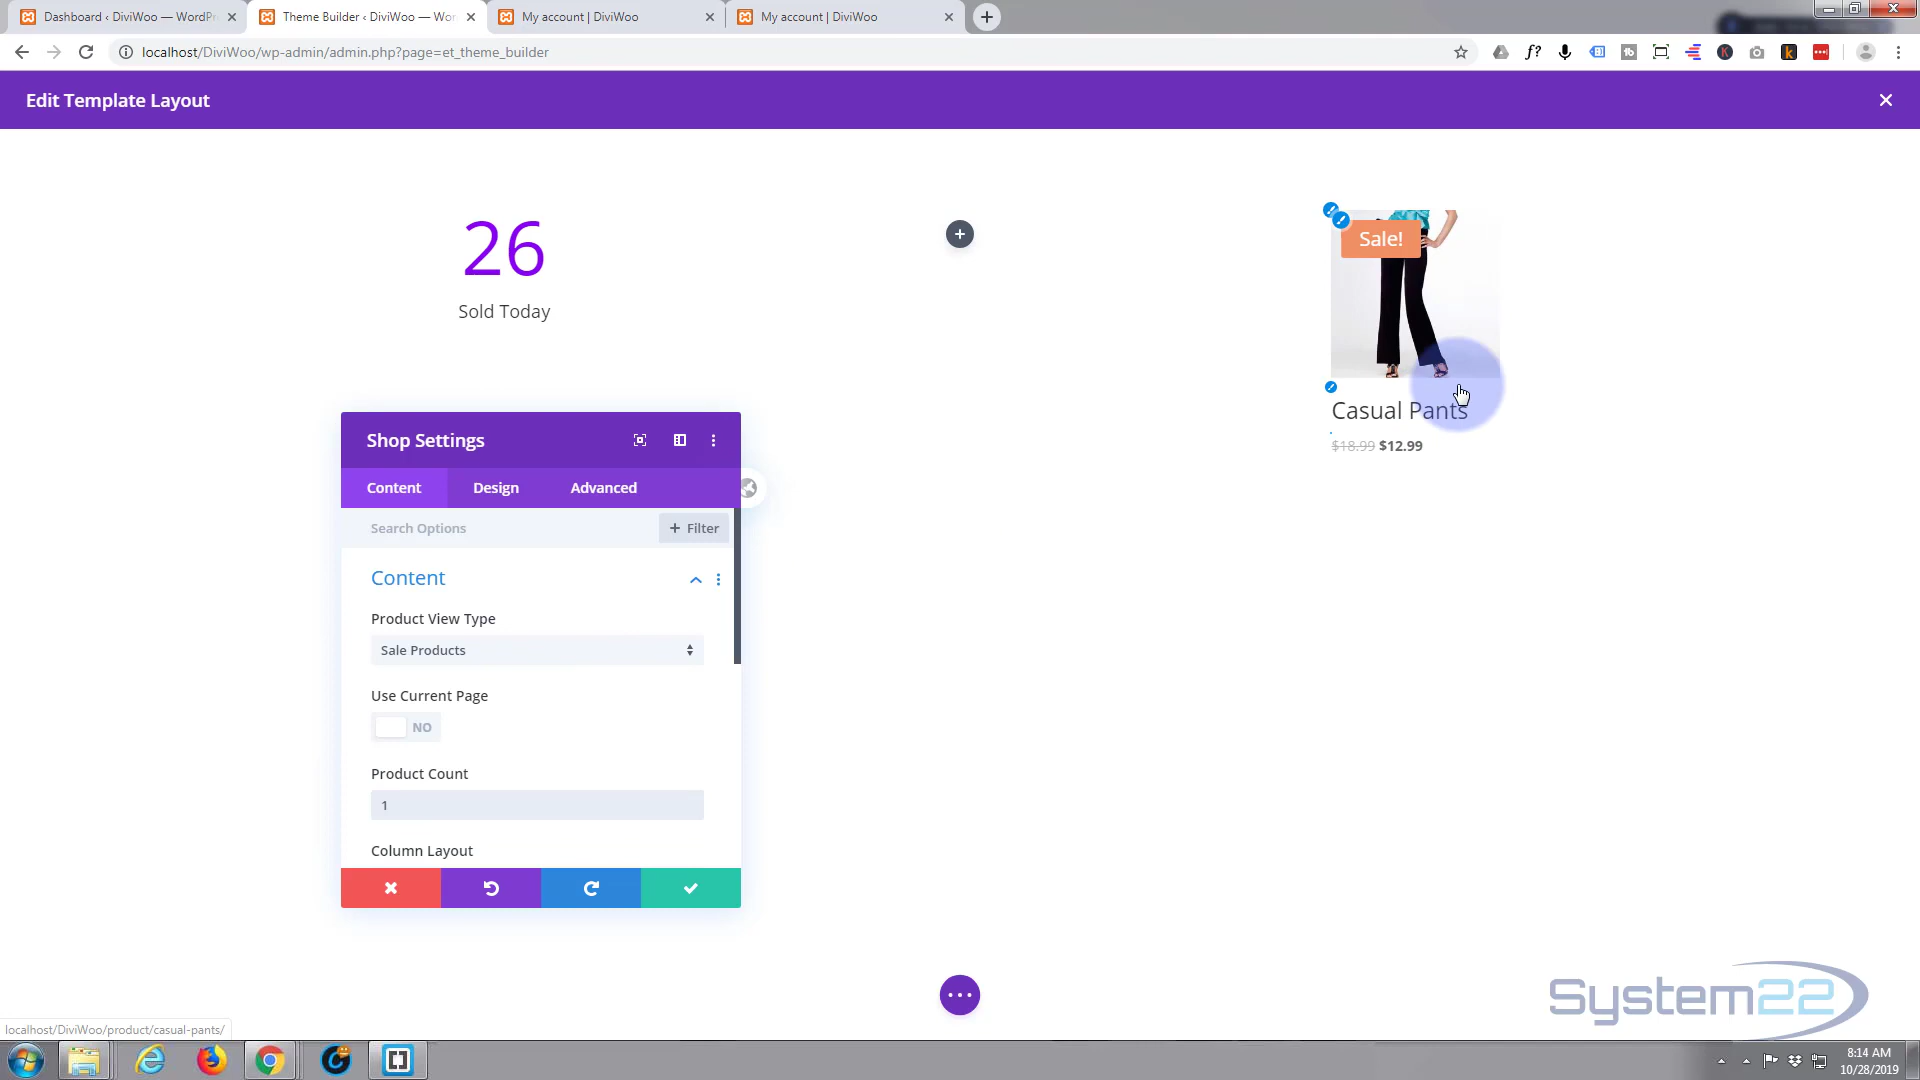 Dashboard ‹ DiviWoo — WordPr
Theme Builder ‹ DiviWoo — Wor
My account | DiviWoo
My account | DiviWoo
localhost/DiviWoo/wp-admin/admin.php?page=et_theme_builder
Edit Template Layout
26
Sold Today
Sale!
Casual Pants
$18.99 $12.99
Shop Settings
Content
Design
Advanced
Search Options
+ Filter
Content
Product View Type
Sale Products
Use Current Page
NO
Product Count
1
Column Layout
System22
localhost/DiviWoo/product/casual-pants/
8:14 AM
10/28/2019